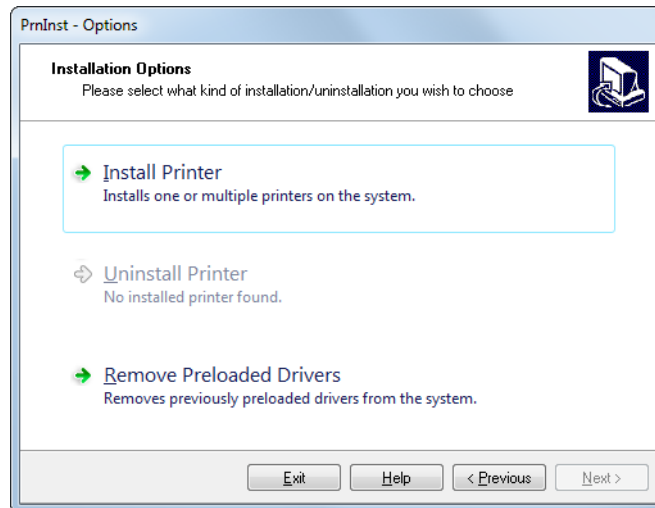 PrnInst - Options
Installation Options
Please select what kind of installation/uninstallation you wish to choose
Install Printer
Installs one or multiple printers on the system.
Uninstall Printer
No installed printer found.
Remove Preloaded Drivers
Removes previously preloaded drivers from the system.
Exit Help < Previous Next >